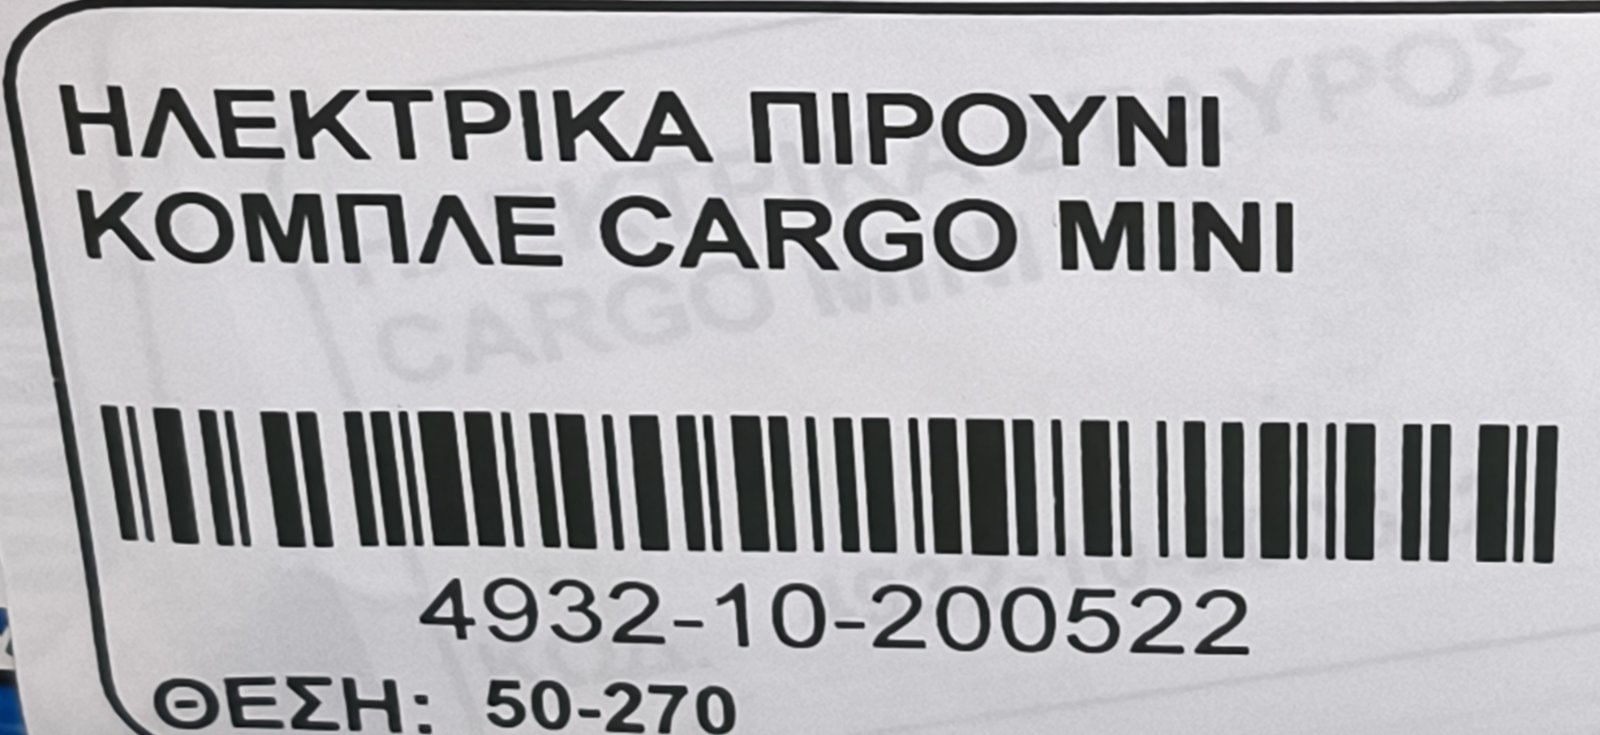 ΗΛΕΚΤΡΙΚΑ ΠΙΡΟΥΝΙ
ΚΟΜΠΛΕ CARGO MINI
4932-10-200522
ΘΕΣΗ: 50-270